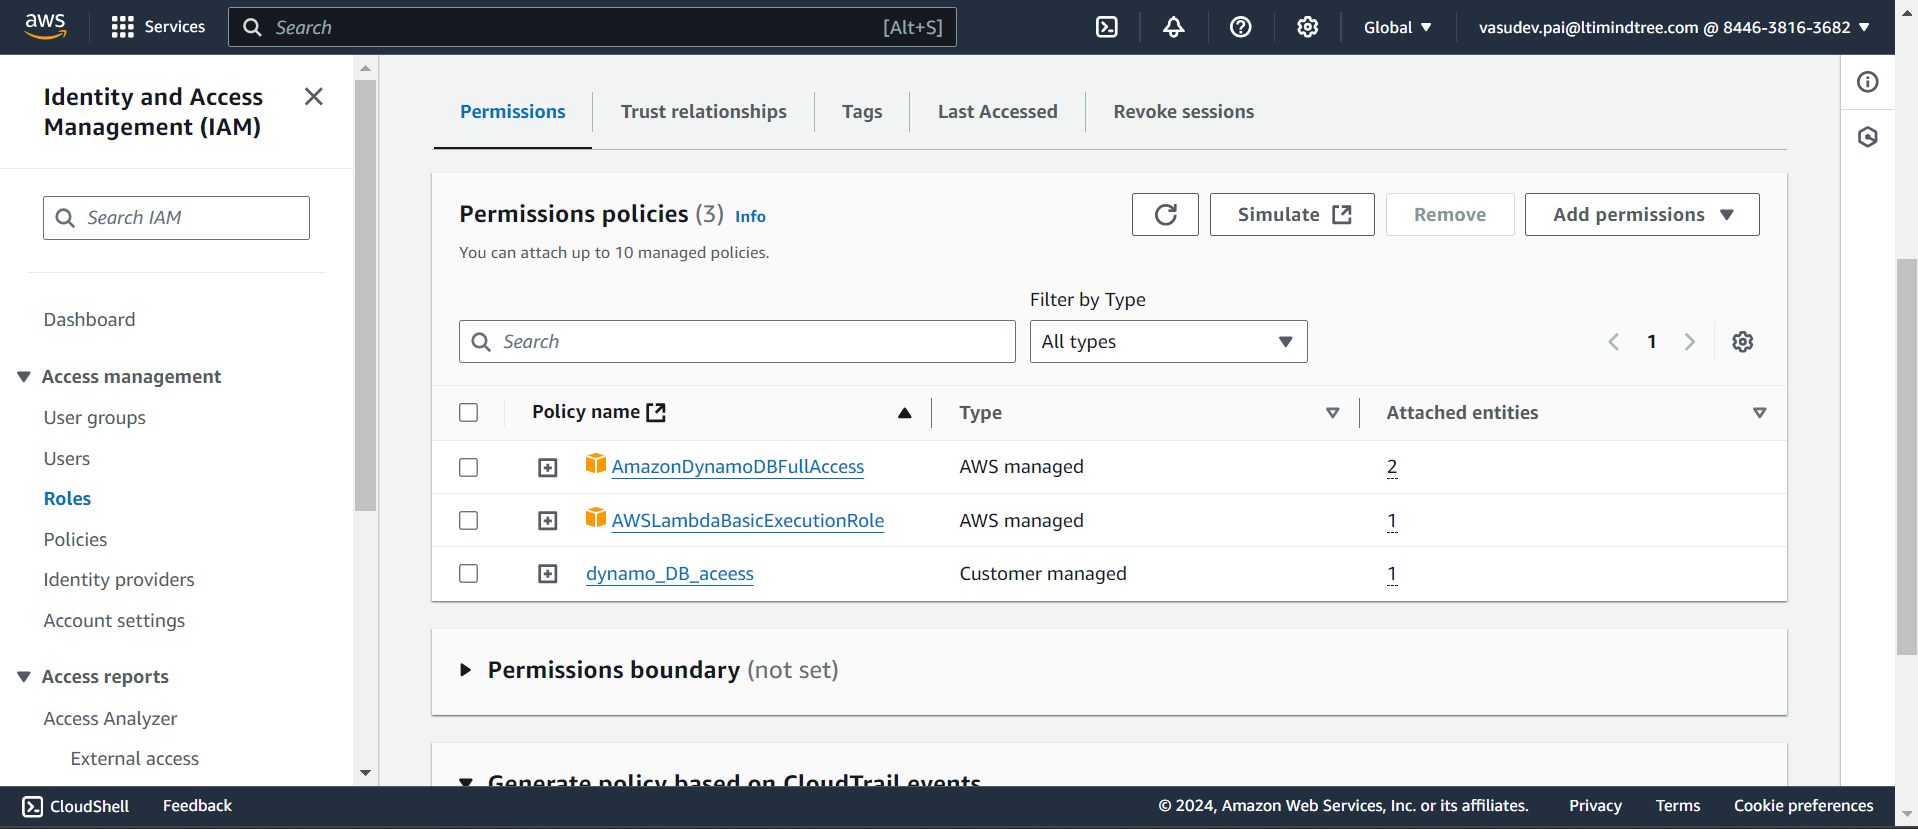 aws
Services
Search
[Alt+S]
Global
vasudev.pai@ltimindtree.com @ 8446-3816-3682
Identity and Access
Management (IAM)
Search IAM
Dashboard
Access management
User groups
Users
Roles
Policies
Identity providers
Account settings
Access reports
Access Analyzer
External access
Permissions
Trust relationships
Tags
Last Accessed
Revoke sessions
Permissions policies (3) Info
You can attach up to 10 managed policies.
Simulate
Remove
Add permissions
Filter by Type
Search
All types
1
Policy name
Type
Attached entities
AmazonDynamoDBFullAccess
AWS managed
2
AWSLambdaBasicExecutionRole
AWS managed
1
dynamo_DB_aceess
Customer managed
1
Permissions boundary (not set)
Generate policy based on CloudTrail events
CloudShell
Feedback
© 2024, Amazon Web Services, Inc. or its affiliates.
Privacy
Terms
Cookie preferences